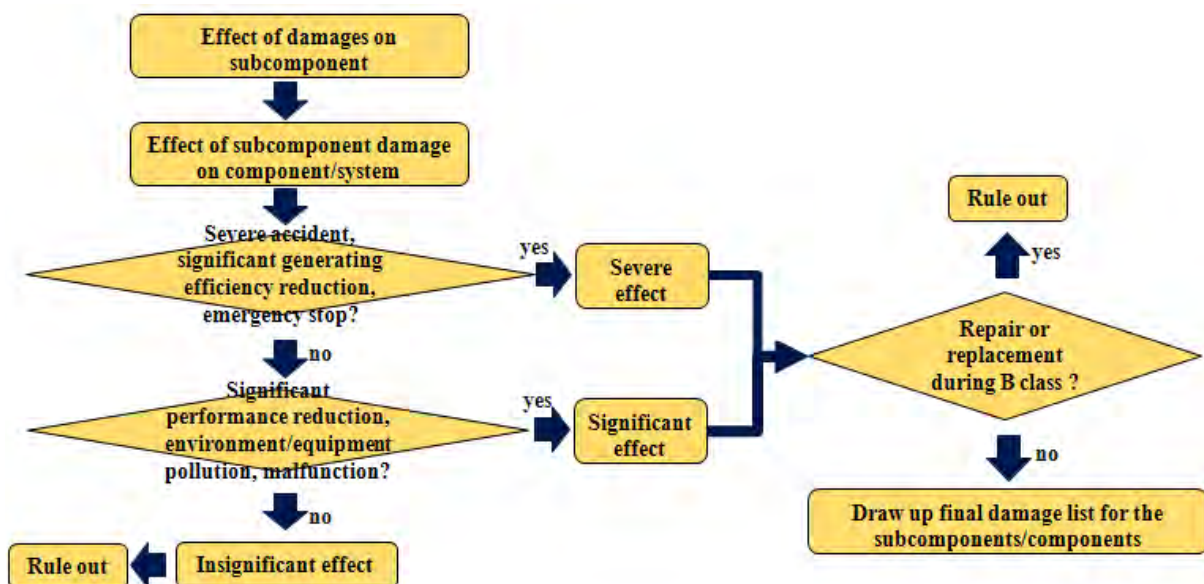 Effect of damages on
subcomponent
Effect of subcomponent damage
on component/system
Severe accident,
significant generating
efficiency reduction,
emergency stop?
yes
Severe
effect
no
Significant
performance reduction,
environment/equipment
pollution, malfunction?
yes
Significant
effect
no
Insignificant effect
Rule out
Repair or
replacement
during B class ?
yes
Rule out
no
Draw up final damage list for the
subcomponents/components